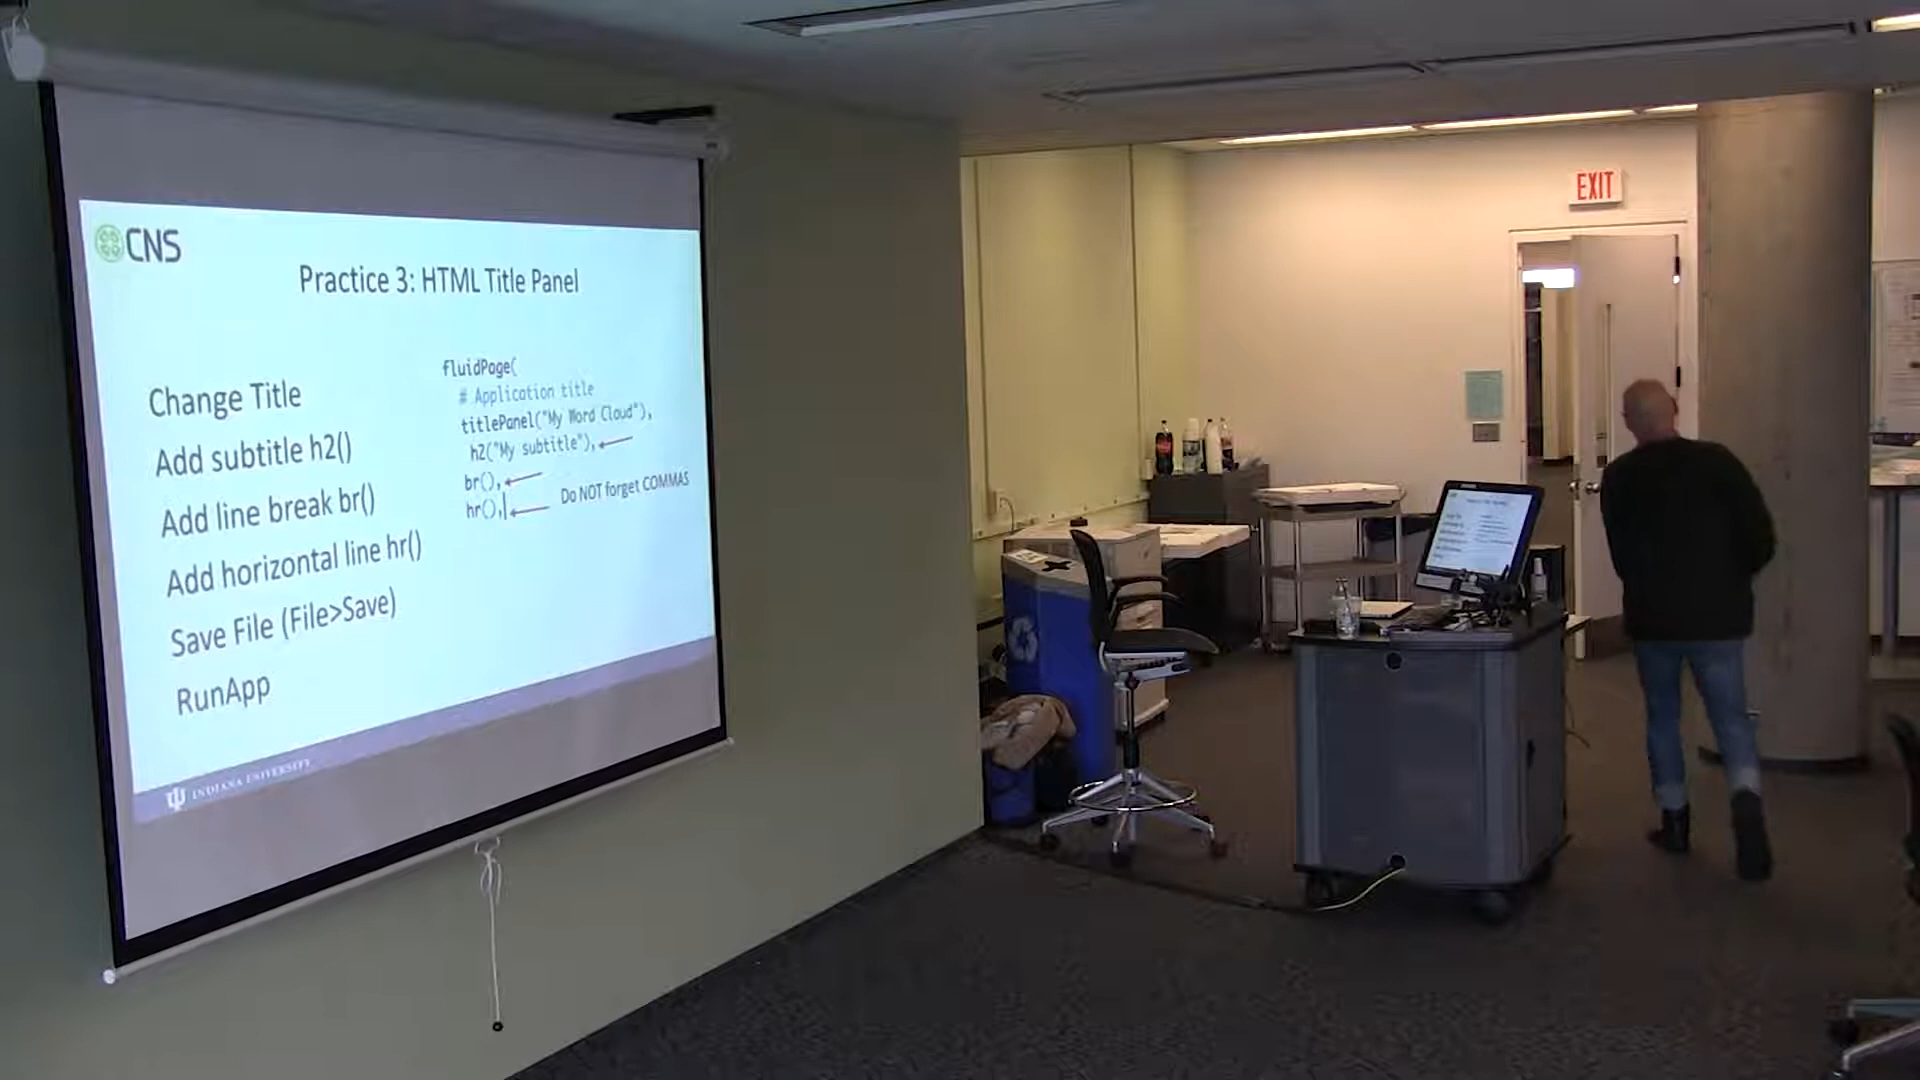 CNS
Practice 3: HTML Title Panel
Change Title
Add subtitle h2()
Add line break br()
Add horizontal line hr()
Save File (File>Save)
RunApp
fluidPage(
# Application title
titlePanel("My Word Cloud"),
h2("My subtitle"),
br(),
hr(),
Do NOT forget COMMAS
INDIANA UNIVERSITY
EXIT